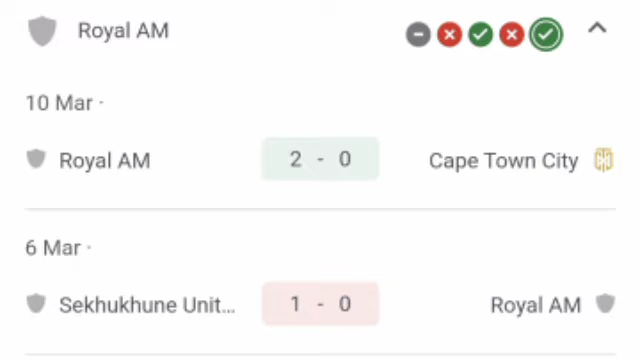 Royal AM
10 Mar ·
Royal AM 2 - 0 Cape Town City
6 Mar ·
Sekhukhune Unit... 1 - 0 Royal AM